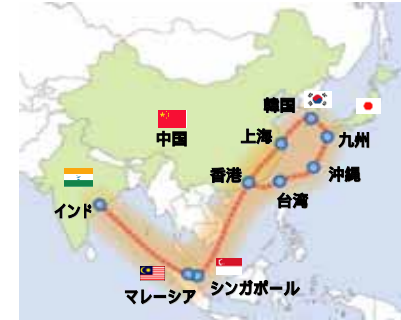 韓国
中国
上海
九州
香港
沖縄
台湾
インド
シンガポール
マレーシア